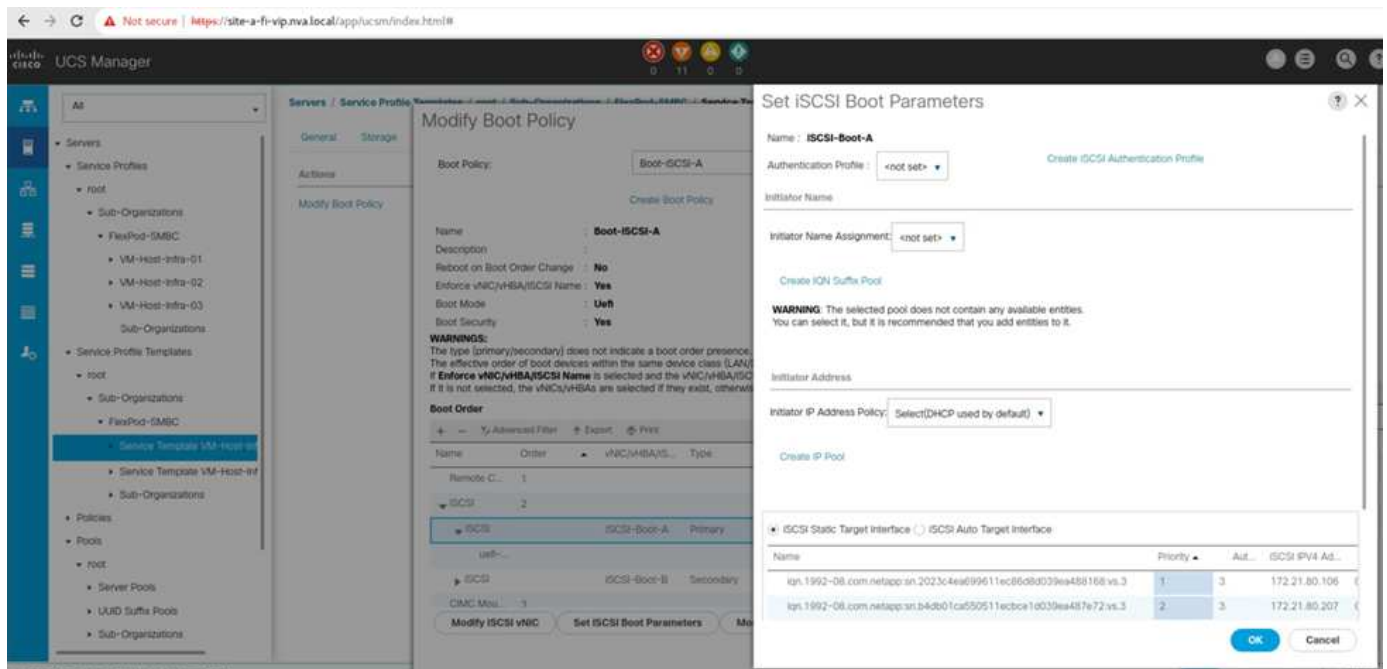 Not secure | https://site-a-fi-vip.nva.local/app/ucsm/index.html#
CISCO UCS Manager
0 11 0 0
All
Servers
Service Profiles
root
Sub-Organizations
FlexPod-SMBC
VM-Host-Infra-01
VM-Host-Infra-02
VM-Host-Infra-03
Sub-Organizations
Service Profile Templates
root
Sub-Organizations
FlexPod-SMBC
Service Template VM-Host-Inf
Service Template VM-Host-Inf
Sub-Organizations
Policies
Pools
root
Server Pools
UUID Suffix Pools
Sub-Organizations
Servers / Service Profile Templates / root / Sub-Organizations / FlexPod-SMBC / Service Te
General Storage
Actions
Modify Boot Policy
Modify Boot Policy
Boot Policy: Boot-iSCSI-A
Create Boot Policy
Name : Boot-iSCSI-A
Description :
Reboot on Boot Order Change : No
Enforce vNIC/vHBA/iSCSI Name : Yes
Boot Mode : Uefi
Boot Security : Yes
WARNINGS:
The type (primary/secondary) does not indicate a boot order presence.
The effective order of boot devices within the same device class (LAN/
If Enforce vNIC/vHBA/iSCSI Name is selected and the vNIC/vHBA/iSC
If it is not selected, the vNICs/vHBAs are selected if they exist, otherwis
Boot Order
+ − Advanced Filter Export Print
Name Order vNIC/vHBA/iS... Type
Remote C... 1
iSCSI 2
iSCSI iSCSI-Boot-A Primary
uefi-...
iSCSI iSCSI-Boot-B Secondary
CIMC Mou... 3
Modify iSCSI vNIC Set iSCSI Boot Parameters Mo
Set iSCSI Boot Parameters
Name : iSCSI-Boot-A
Authentication Profile : <not set> Create iSCSI Authentication Profile
Initiator Name
Initiator Name Assignment: <not set>
Create IQN Suffix Pool
WARNING: The selected pool does not contain any available entities.
You can select it, but it is recommended that you add entities to it.
Initiator Address
Initiator IP Address Policy: Select(DHCP used by default)
Create IP Pool
iSCSI Static Target Interface iSCSI Auto Target Interface
Name Priority Aut... iSCSI IPV4 Ad...
iqn.1992-08.com.netapp:sn.2023c4ea699611ec86d8d039ea488168:vs.3 1 3 172.21.80.106
iqn.1992-08.com.netapp:sn.b4db01ca550511ecbce1d039ea487e72:vs.3 2 3 172.21.80.207
OK Cancel